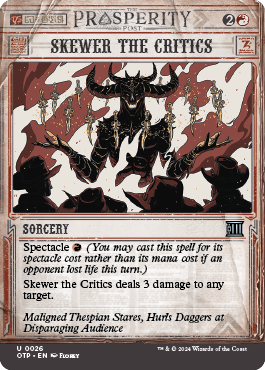 THE
PROSPERITY
POST
2
SKEWER THE CRITICS
SORCERY
Spectacle (You may cast this spell for its
spectacle cost rather than its mana cost if an
opponent lost life this turn.)
Skewer the Critics deals 3 damage to any
target.
Maligned Thespian Stares, Hurls Daggers at
Disparaging Audience
U 0026
OTP • EN FLOREY
™ & © 2024 Wizards of the Coast